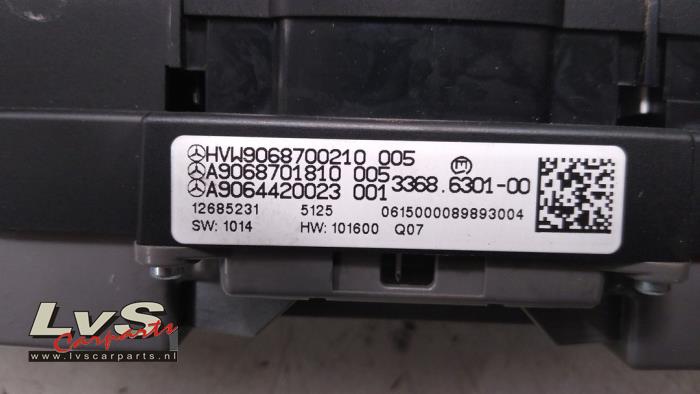 HVW9068700210 005
A9068701810 005
A9064420023 001
3368.6301-00
12685231 5125 0615000089893004
SW: 1014 HW: 101600 Q07
LvS
Carparts
www.lvscarparts.nl